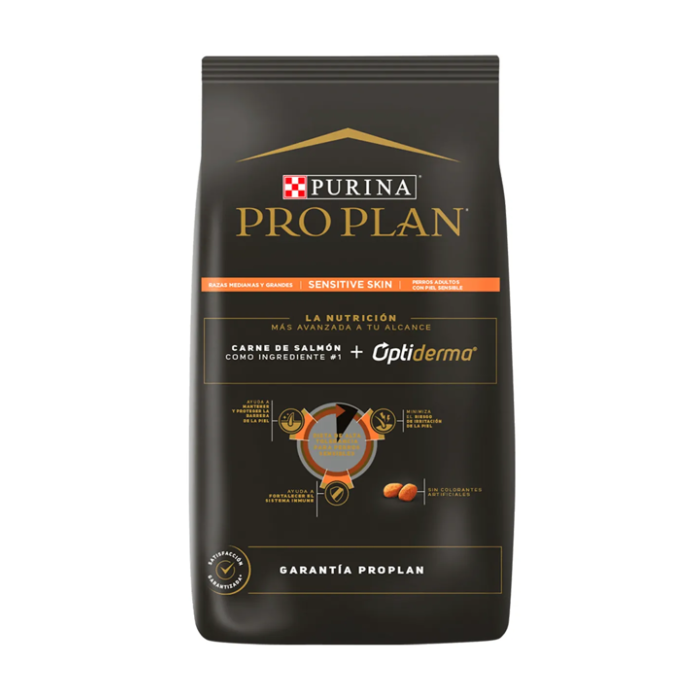 PURINA
PRO PLAN
RAZAS MEDIANAS Y GRANDES
SENSITIVE SKIN
PERROS ADULTOS
CON PIEL SENSIBLE
LA NUTRICIÓN
MÁS AVANZADA A TU ALCANCE
CARNE DE SALMÓN
COMO INGREDIENTE #1
+
Optiderma®
AYUDA A
MANTENER
Y PROTEGER LA
BARRERA
DE LA PIEL
MINIMIZA
EL RIESGO
DE IRRITACIÓN
DE LA PIEL
AYUDA A
FORTALECER EL
SISTEMA INMUNE
SIN COLORANTES
ARTIFICIALES
SATISFACCIÓN
GARANTIZADA*
GARANTÍA PROPLAN